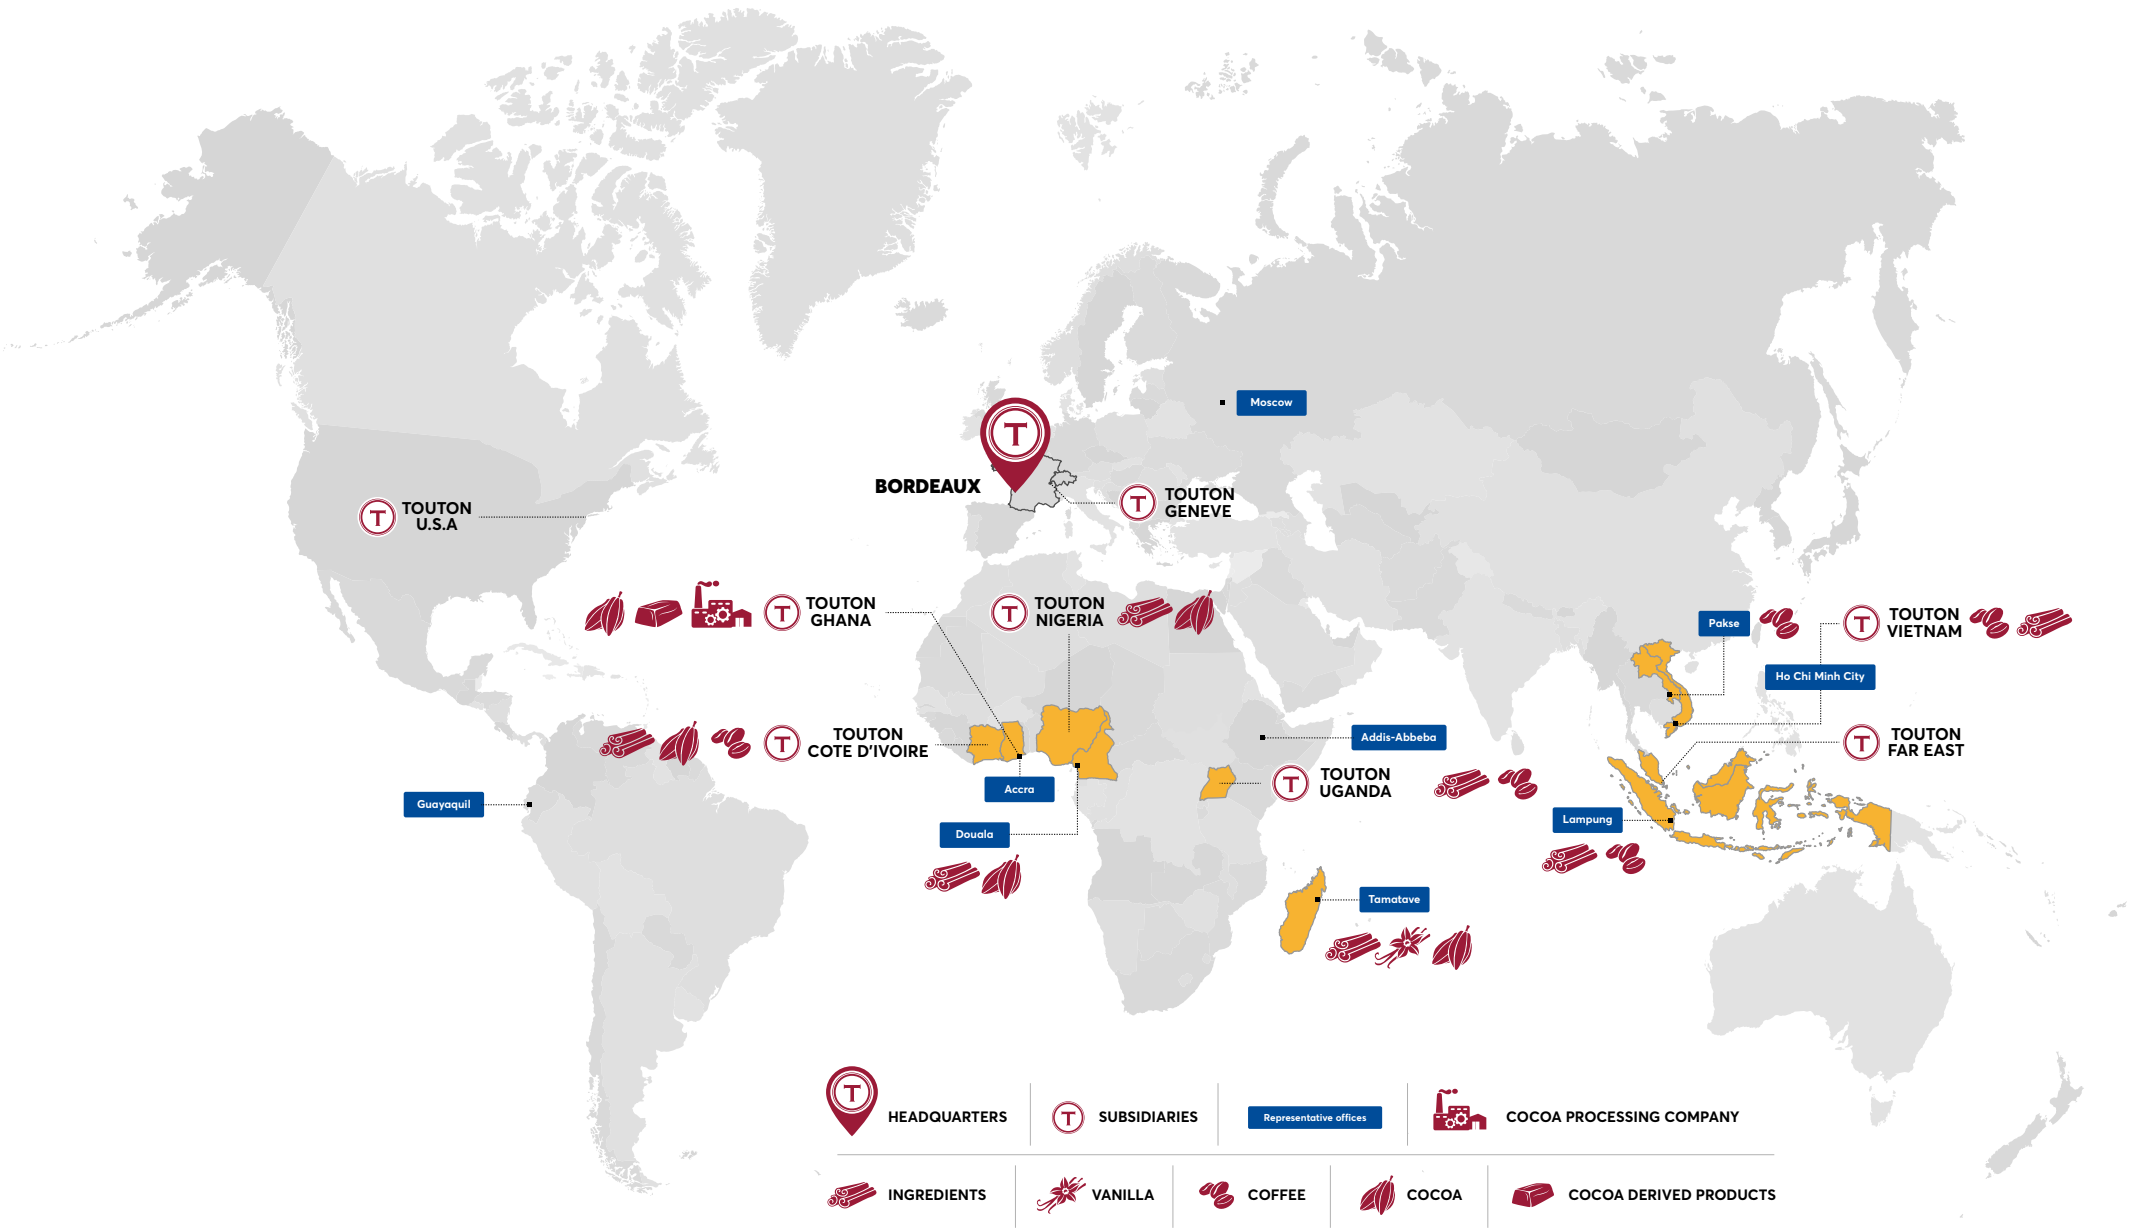 Moscow
T
BORDEAUX
T
TOUTON
GENEVE
T
TOUTON
U.S.A
T
TOUTON
GHANA
T
TOUTON
NIGERIA
Pakse
T
TOUTON
VIETNAM
Ho Chi Minh City
T
TOUTON
COTE D'IVOIRE
Addis-Abbeba
T
TOUTON
FAR EAST
T
TOUTON
UGANDA
Accra
Guayaquil
Lampung
Douala
Tamatave
T
HEADQUARTERS
T
SUBSIDIARIES
Representative offices
COCOA PROCESSING COMPANY
INGREDIENTS
VANILLA
COFFEE
COCOA
COCOA DERIVED PRODUCTS